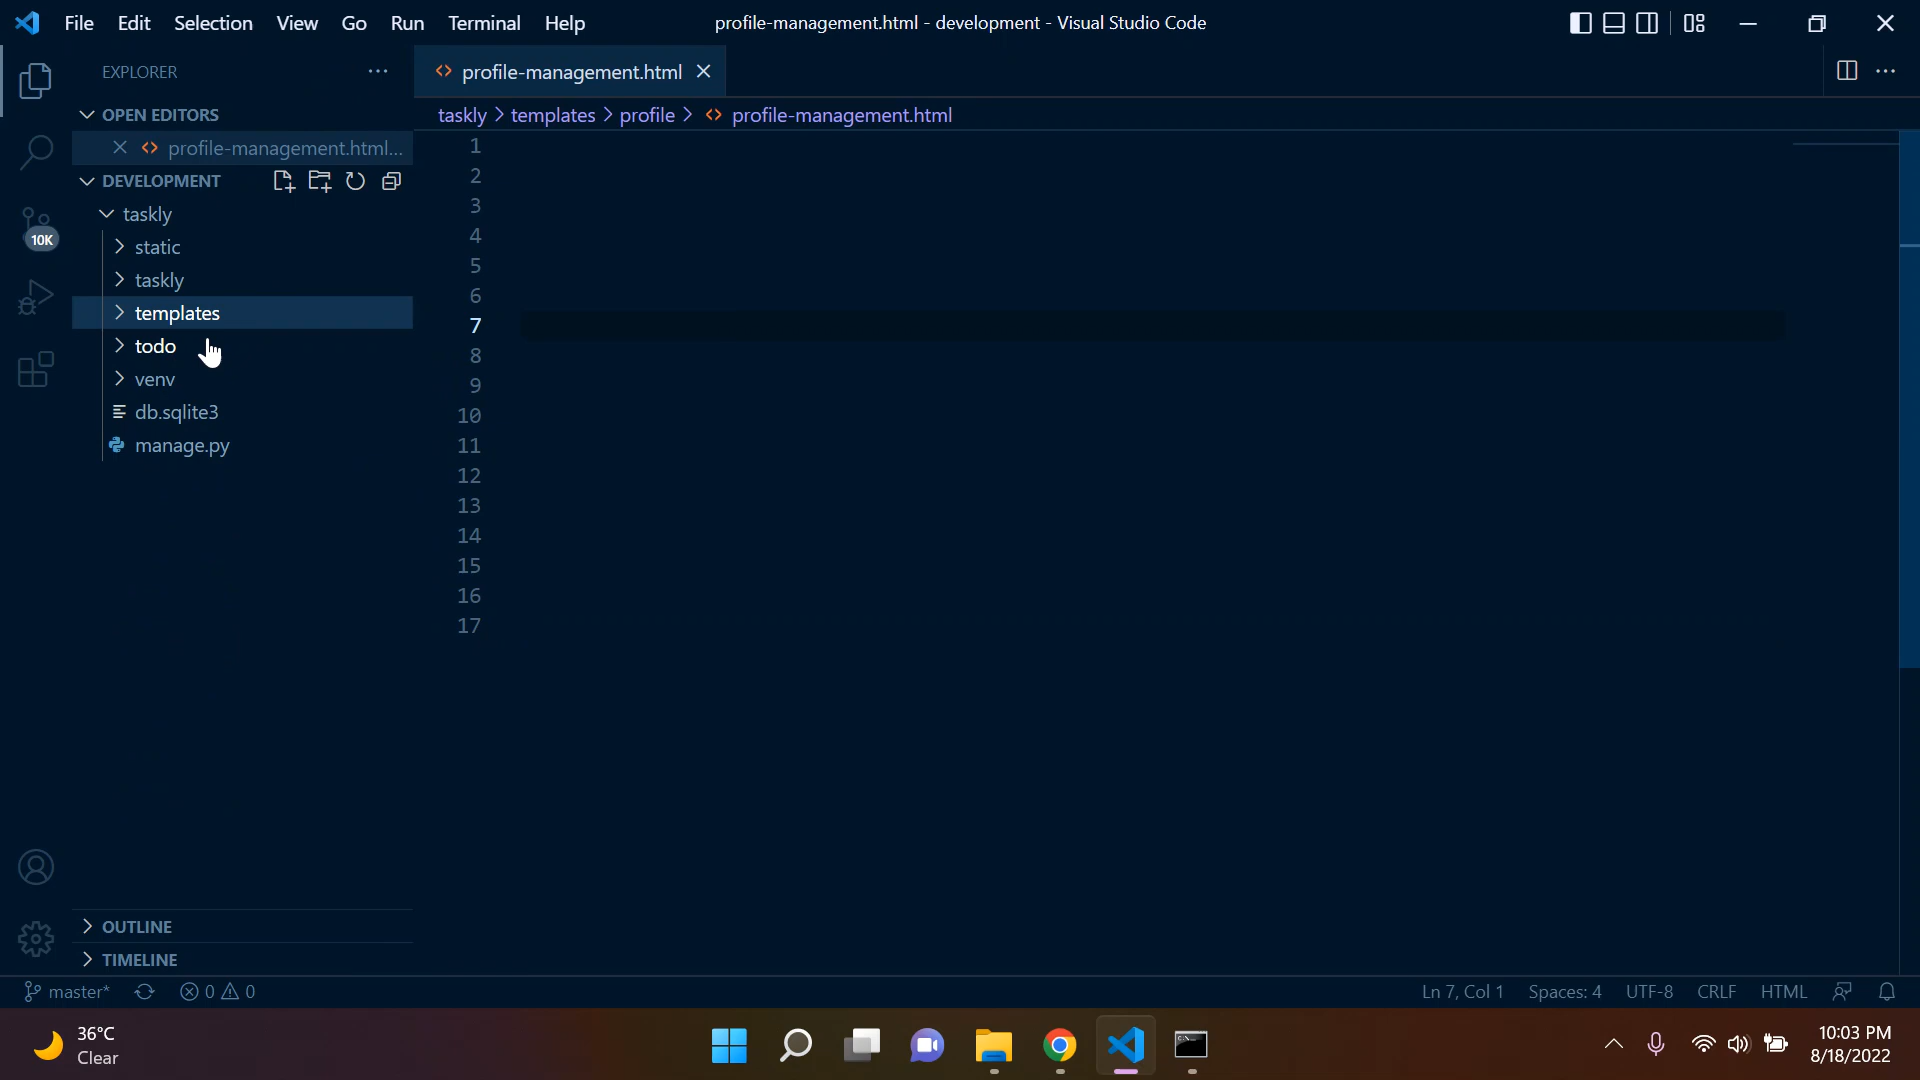 File Edit Selection View Go Run Terminal Help profile-management.html - development - Visual Studio Code
EXPLORER
profile-management.html
OPEN EDITORS
taskly templates profile profile-management.html
profile-management.html...
DEVELOPMENT
taskly
static
taskly
templates
todo
venv
db.sqlite3
manage.py
1
2
3
4
5
6
7
8
9
10
11
12
13
14
15
16
17
10K
OUTLINE
TIMELINE
master* 0 0 Ln 7, Col 1 Spaces: 4 UTF-8 CRLF HTML
36°C
Clear
10:03 PM
8/18/2022